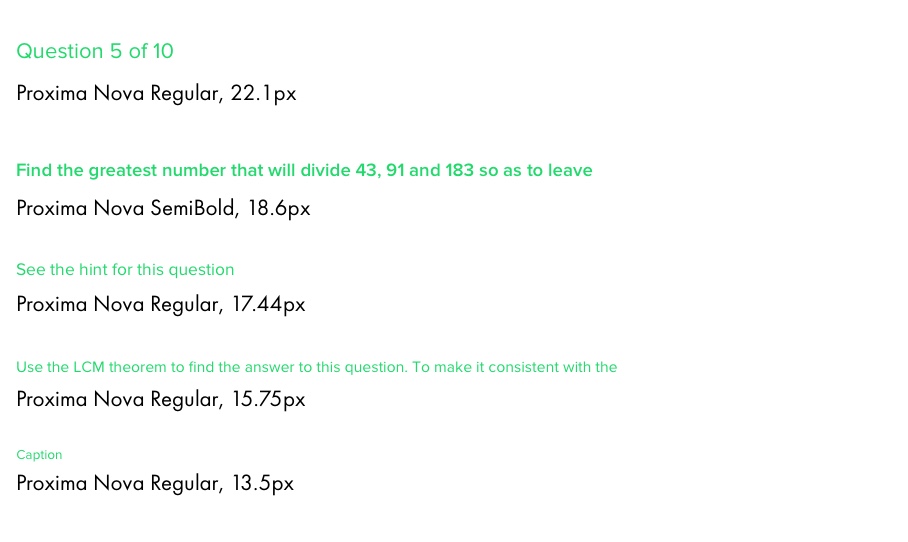 Question 5 of 10
Proxima Nova Regular, 22.1px
Find the greatest number that will divide 43, 91 and 183 so as to leave
Proxima Nova SemiBold, 18.6px
See the hint for this question
Proxima Nova Regular, 17.44px
Use the LCM theorem to find the answer to this question. To make it consistent with the
Proxima Nova Regular, 15.75px
Caption
Proxima Nova Regular, 13.5px